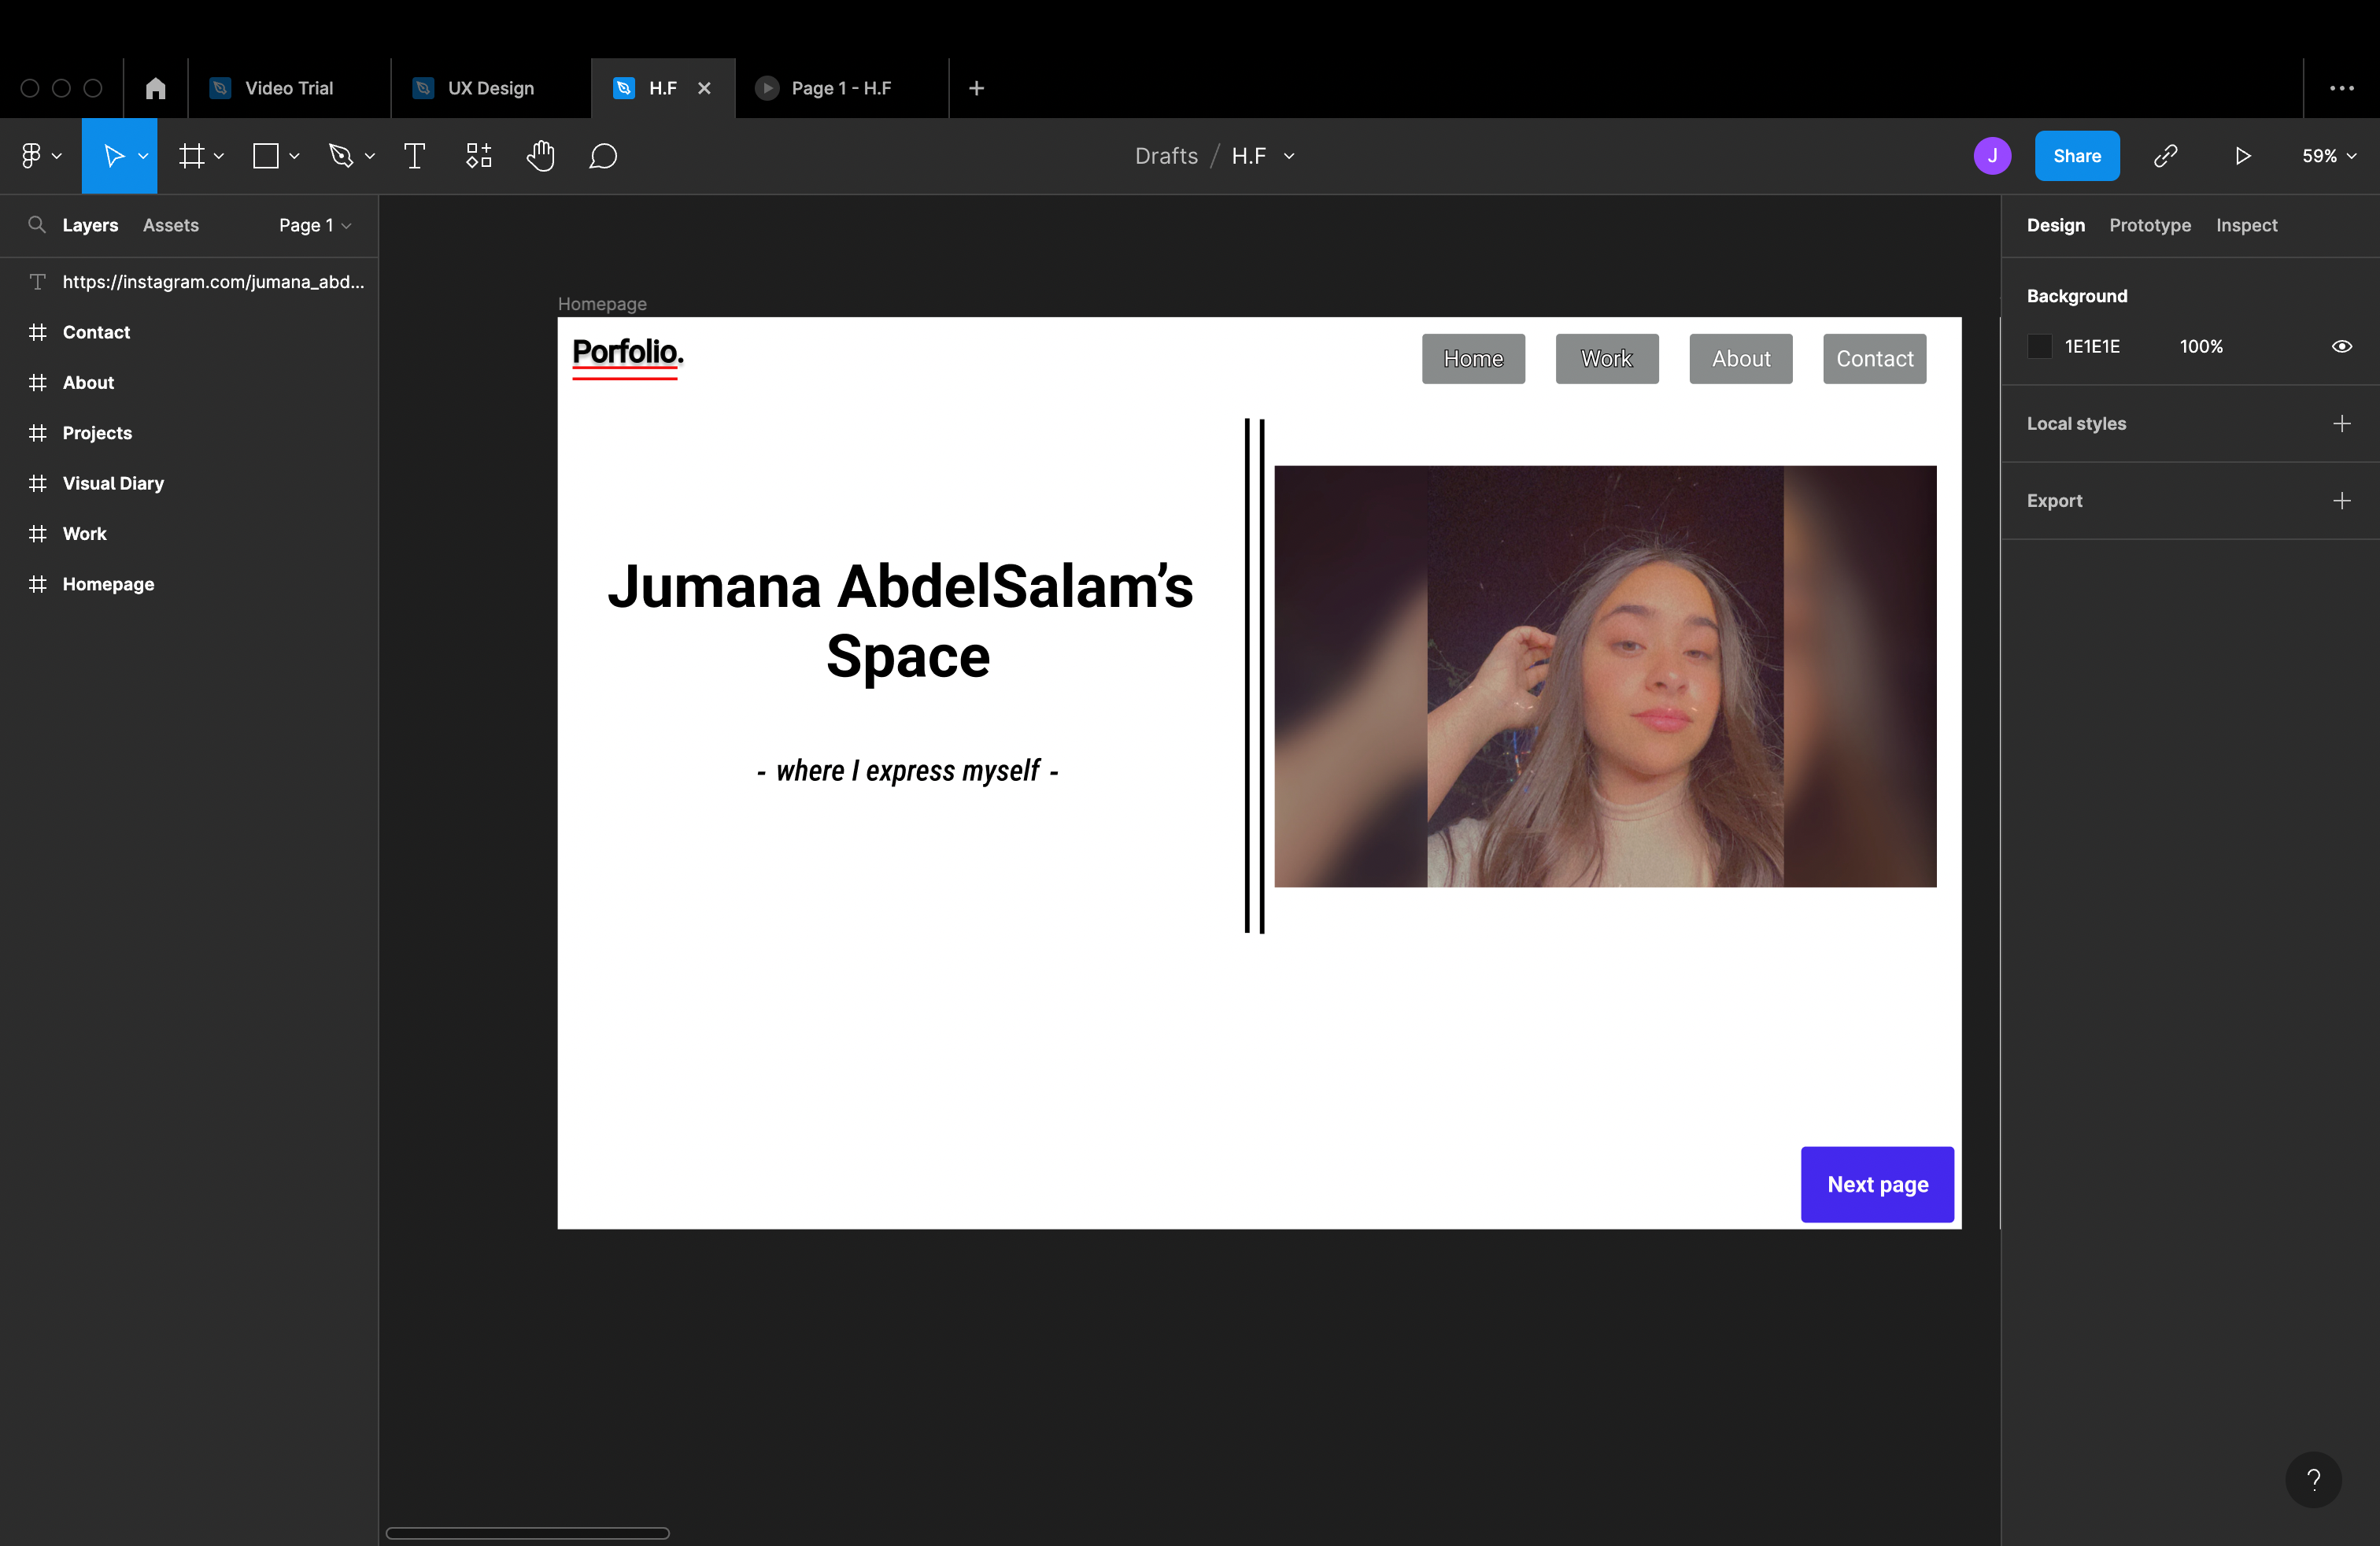 Video Trial
UX Design
H.F
Page 1 - H.F
Drafts / H.F
J
Share
59%
Layers
Assets
Page 1
Design
Prototype
Inspect
https://instagram.com/jumana_abd...
Contact
About
Projects
Visual Diary
Work
Homepage
Homepage
Porfolio.
Home
Work
About
Contact
Jumana AbdelSalam’s
Space
- where I express myself -
Next page
Background
1E1E1E
100%
Local styles
Export
?